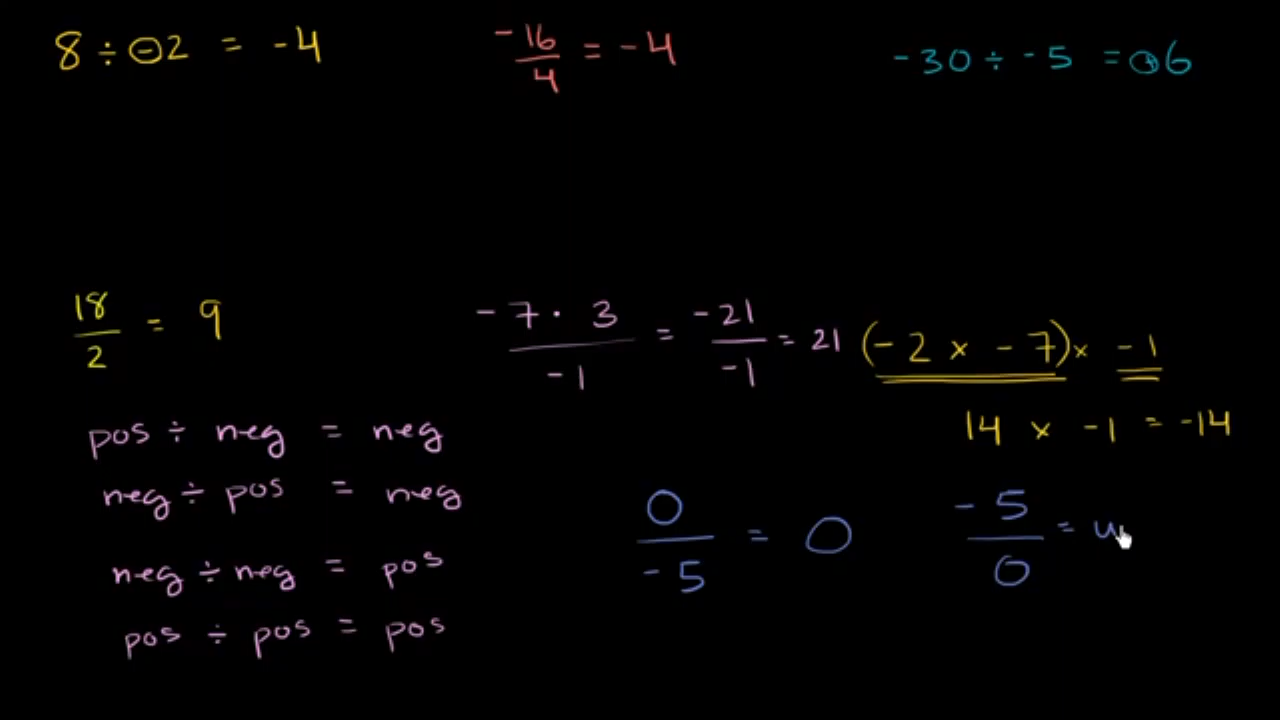 8 ÷ -2 = -4
-16/4 = -4
-30 ÷ -5 = +6
18/2 = 9
-7 · 3/-1 = -21/-1 = 21
(-2 × -7) × -1
14 × -1 = -14
pos ÷ neg = neg
neg ÷ pos = neg
neg ÷ neg = pos
pos ÷ pos = pos
0/-5 = 0
-5/0 = u